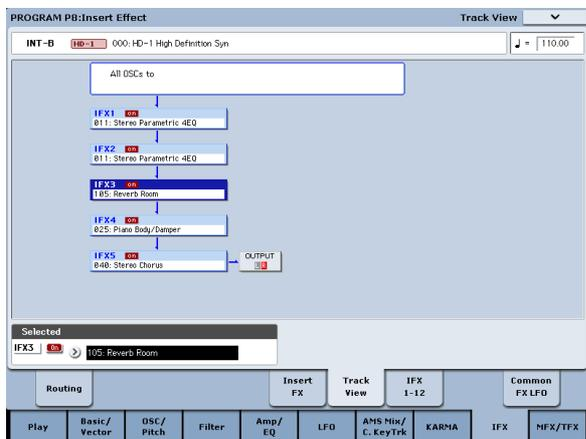 PROGRAM P8:Insert Effect
Track View
INT-B HD-1 000: HD-1 High Definition Syn
♩ = 110.00
All OSCs to
IFX1 on
011: Stereo Parametric 4EQ
IFX2 on
011: Stereo Parametric 4EQ
IFX3 on
105: Reverb Room
IFX4 on
025: Piano Body/Damper
IFX5 on
040: Stereo Chorus
OUTPUT
L R
Selected
IFX3 On 105: Reverb Room
Routing
Insert FX
Track View
IFX 1-12
Common FX LFO
Play
Basic/ Vector
OSC/ Pitch
Filter
Amp/ EQ
LFO
AMS Mix/ C.KeyTrk
KARMA
IFX
MFX/TFX